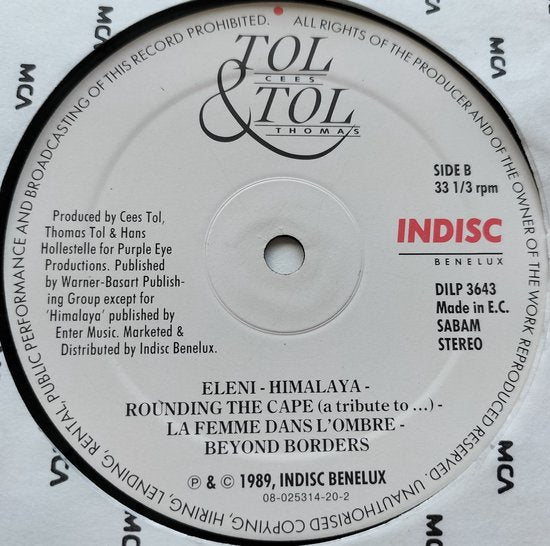 ALL RIGHTS OF THE PRODUCER AND OF THE OWNER OF THE WORK REPRODUCED RESERVED. UNAUTHORISED COPYING, HIRING, LENDING, RENTAL, PUBLIC PERFORMANCE AND BROADCASTING OF THIS RECORD PROHIBITED.
TOL
CEES
& TOL
THOMAS
SIDE B
33 1/3 rpm
Produced by Cees Tol,
Thomas Tol & Hans
Hollestelle for Purple Eye
Productions. Published
by Warner-Basart Publish-
ing Group except for
'Himalaya' published by
Enter Music. Marketed &
Distributed by Indisc Benelux.
INDISC
BENELUX
DILP 3643
Made in E.C.
SABAM
STEREO
ELENI - HIMALAYA -
ROUNDING THE CAPE (a tribute to ...) -
LA FEMME DANS L'OMBRE -
BEYOND BORDERS
℗ & © 1989, INDISC BENELUX
08-025314-20-2
MCA
MCA
MCA
MCA
MCA
MCA